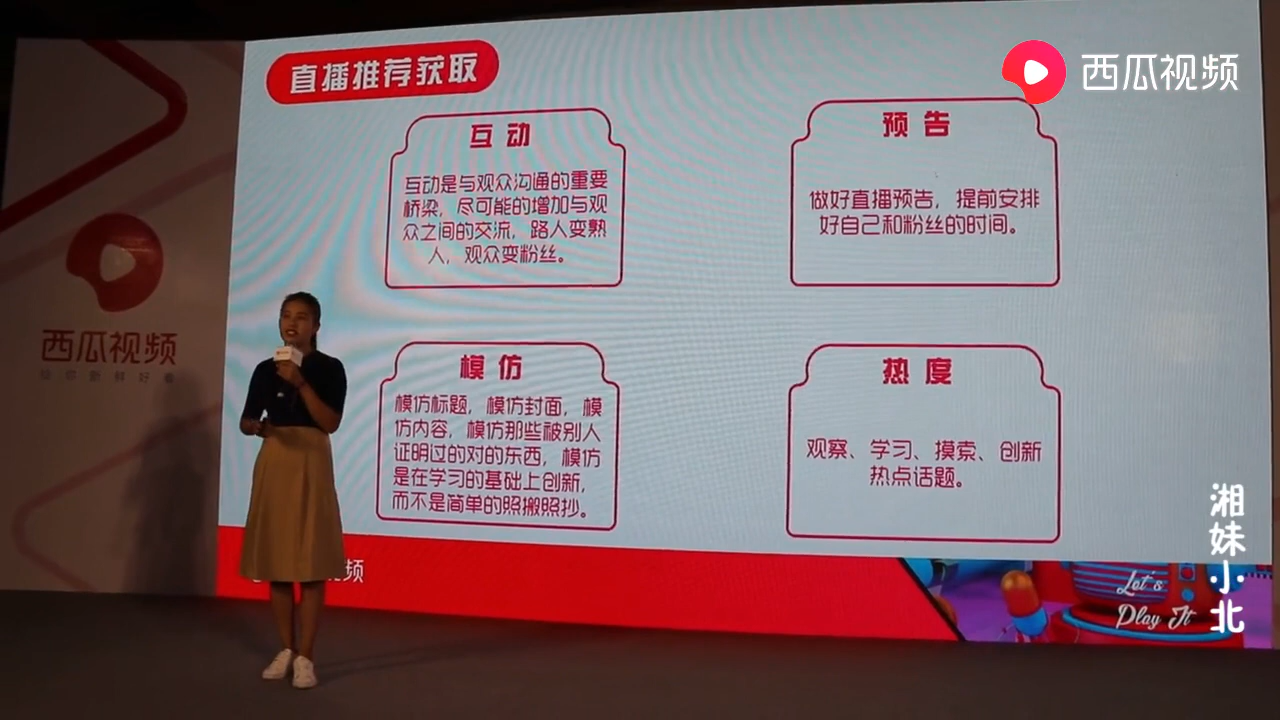 直播推荐获取
西瓜视频
互动
互动是与观众沟通的重要
桥梁，尽可能的增加与观
众之间的交流，路人变熟
人，观众变粉丝。
预告
做好直播预告，提前安排
好自己和粉丝的时间。
模仿
模仿标题，模仿封面，模
仿内容，模仿那些被别人
证明过的对的东西，模仿
是在学习的基础上创新，
而不是简单的照搬照抄。
热度
观察、学习、摸索、创新
热点话题。
西瓜视频
给你新鲜好看
频
Let's
Play It
湘妹小北